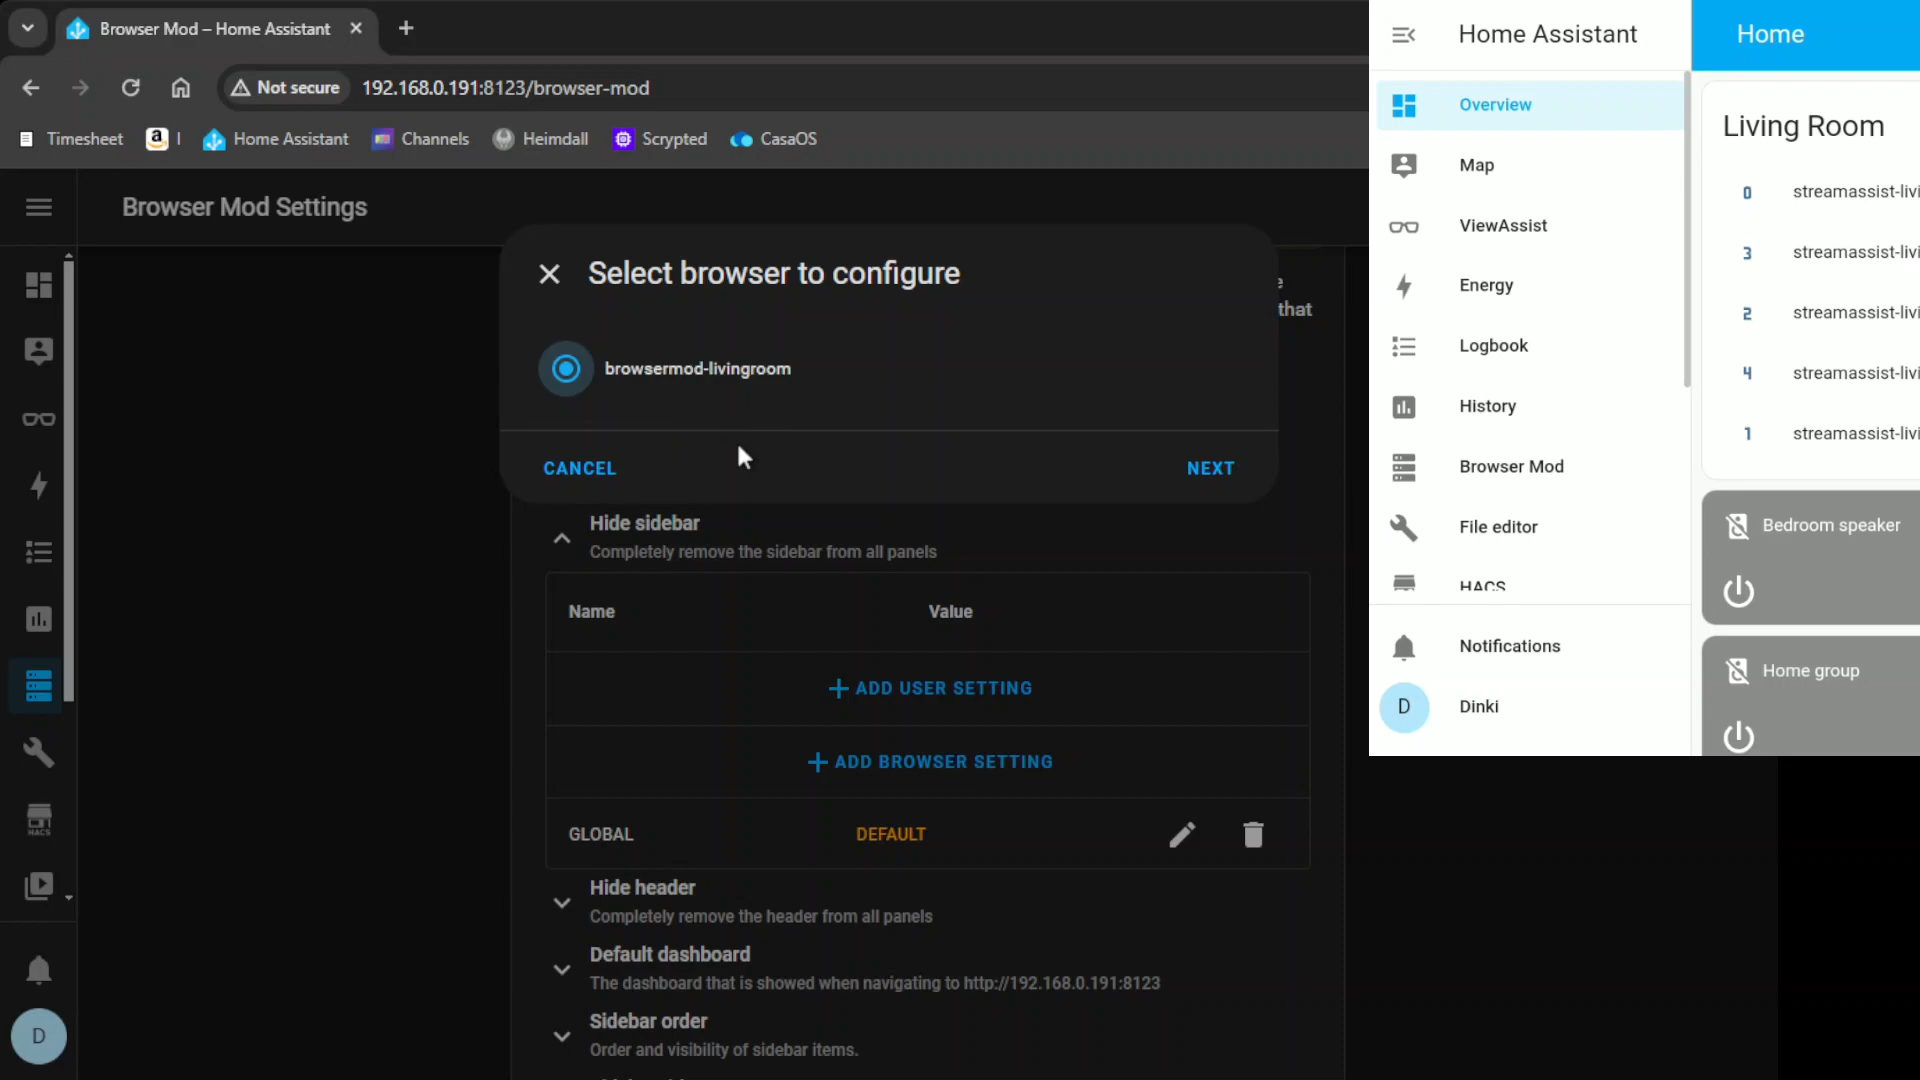 Browser Mod – Home Assistant
Not secure
192.168.0.191:8123/browser-mod
Timesheet
I
Home Assistant
Channels
Heimdall
Scrypted
CasaOS
Browser Mod Settings
Select browser to configure
that
browsermod-livingroom
CANCEL
NEXT
Hide sidebar
Completely remove the sidebar from all panels
Name
Value
ADD USER SETTING
ADD BROWSER SETTING
GLOBAL
DEFAULT
Hide header
Completely remove the header from all panels
Default dashboard
The dashboard that is showed when navigating to http://192.168.0.191:8123
Sidebar order
Order and visibility of sidebar items.
HACS
D
Home Assistant
Overview
Map
ViewAssist
Energy
Logbook
History
Browser Mod
File editor
HACS
Notifications
D
Dinki
Home
Living Room
0 streamassist-livi
3 streamassist-livi
2 streamassist-livi
4 streamassist-livi
1 streamassist-livi
Bedroom speaker
Home group